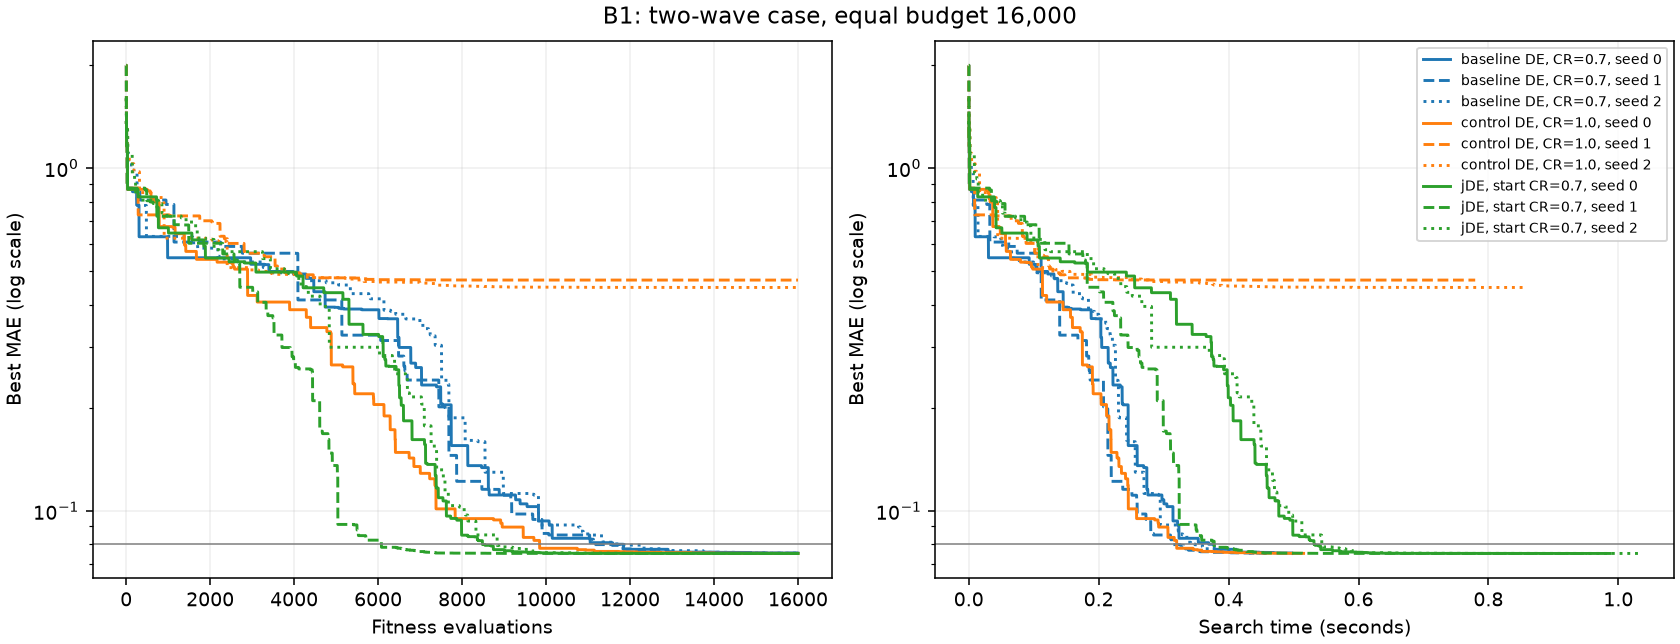 B1: two-wave case, equal budget 16,000
Best MAE (log scale)
10^0
10^-1
0
2000
4000
6000
8000
10000
12000
14000
16000
Fitness evaluations
Best MAE (log scale)
10^0
10^-1
0.0
0.2
0.4
0.6
0.8
1.0
Search time (seconds)
baseline DE, CR=0.7, seed 0
baseline DE, CR=0.7, seed 1
baseline DE, CR=0.7, seed 2
control DE, CR=1.0, seed 0
control DE, CR=1.0, seed 1
control DE, CR=1.0, seed 2
jDE, start CR=0.7, seed 0
jDE, start CR=0.7, seed 1
jDE, start CR=0.7, seed 2